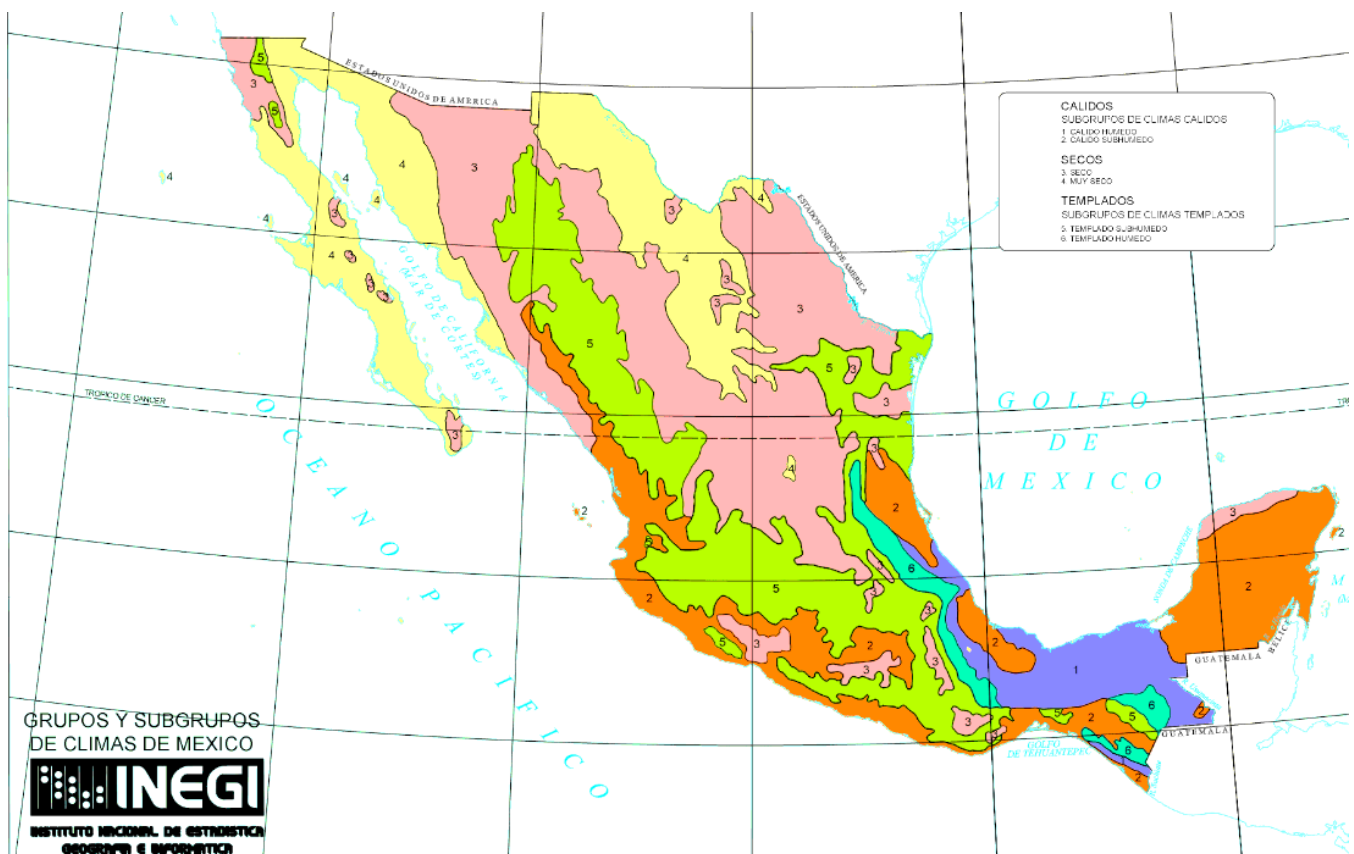 ESTADOS UNIDOS DE AMERICA
CALIDOS
SUBGRUPOS DE CLIMAS CALIDOS
1 CALIDO HUMEDO
2. CALIDO SUBHUMEDO
SECOS
3. SECO
4. MUY SECO
TEMPLADOS
SUBGRUPOS DE CLIMAS TEMPLADOS
5. TEMPLADO SUBHUMEDO
6. TEMPLADO HUMEDO
ESTADOS UNIDOS DE AMERICA
GOLFO DE CALIFORNIA
(MAR DE CORTES)
TROPICO DE CANCER
TR
GOLFO
DE
MEXICO
OCEANO PACIFICO
GUATEMALA
BELICE
GUATEMALA
GOLFO
DE TEHUANTEPEC
GRUPOS Y SUBGRUPOS
DE CLIMAS DE MEXICO
INEGI
INSTITUTO NACIONAL DE ESTADISTICA
GEOGRAFIA E INFORMATICA